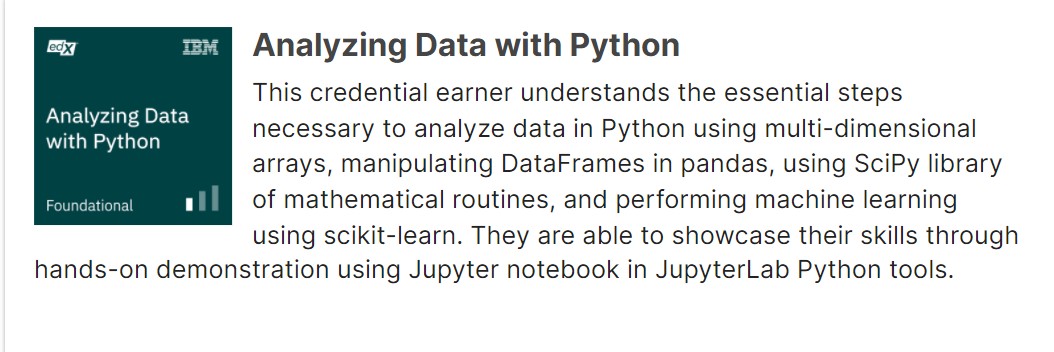 edX
IBM
Analyzing Data
with Python
Foundational
Analyzing Data with Python
This credential earner understands the essential steps
necessary to analyze data in Python using multi-dimensional
arrays, manipulating DataFrames in pandas, using SciPy library
of mathematical routines, and performing machine learning
using scikit-learn. They are able to showcase their skills through
hands-on demonstration using Jupyter notebook in JupyterLab Python tools.